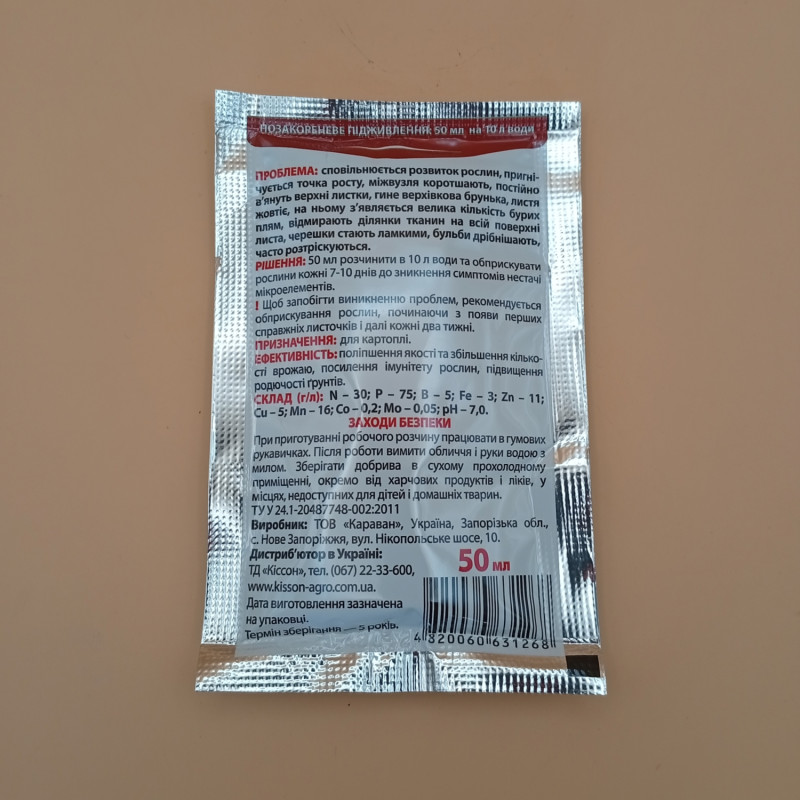 ПОЗАКОРЕНЕВЕ ПІДЖИВЛЕННЯ: 50 мл на 10 л води
ПРОБЛЕМА: сповільнюється розвиток рослин, пригні-
чується точка росту, міжвузля коротшають, постійно
в'януть верхні листки, гине верхівкова брунька, листя
жовтіє, на ньому з'являється велика кількість бурих
плям, відмирають ділянки тканин на всій поверхні
листа, черешки стають ламкими, бульби дрібнішають,
часто розтріскуються.
РІШЕННЯ: 50 мл розчинити в 10 л води та обприскувати
рослини кожні 7-10 днів до зникнення симптомів нестачі
мікроелементів.
! Щоб запобігти виникненню проблем, рекомендується
обприскування рослин, починаючи з появи перших
справжніх листочків і далі кожні два тижні.
ПРИЗНАЧЕННЯ: для картоплі.
ЕФЕКТИВНІСТЬ: поліпшення якості та збільшення кілько-
сті врожаю, посилення імунітету рослин, підвищення
родючості ґрунтів.
СКЛАД (г/л): N – 30; P – 75; B – 5; Fe – 3; Zn – 11;
Cu – 5; Mn – 16; Co – 0,2; Mo – 0,05; pH – 7,0.
ЗАХОДИ БЕЗПЕКИ
При приготуванні робочого розчину працювати в гумових
рукавичках. Після роботи вимити обличчя і руки водою з
милом. Зберігати добрива в сухому прохолодному
приміщенні, окремо від харчових продуктів і ліків, у
місцях, недоступних для дітей і домашніх тварин.
ТУ У 24.1-20487748-002:2011
Виробник: ТОВ «Караван», Україна, Запорізька обл.,
с. Нове Запоріжжя, вул. Нікопольське шосе, 10.
Дистриб'ютор в Україні:
ТД «Кіссон», тел. (067) 22-33-600,
www.kisson-agro.com.ua.
50 мл
Дата виготовлення зазначена
на упаковці.
Термін зберігання — 5 років.
4 820060 631268